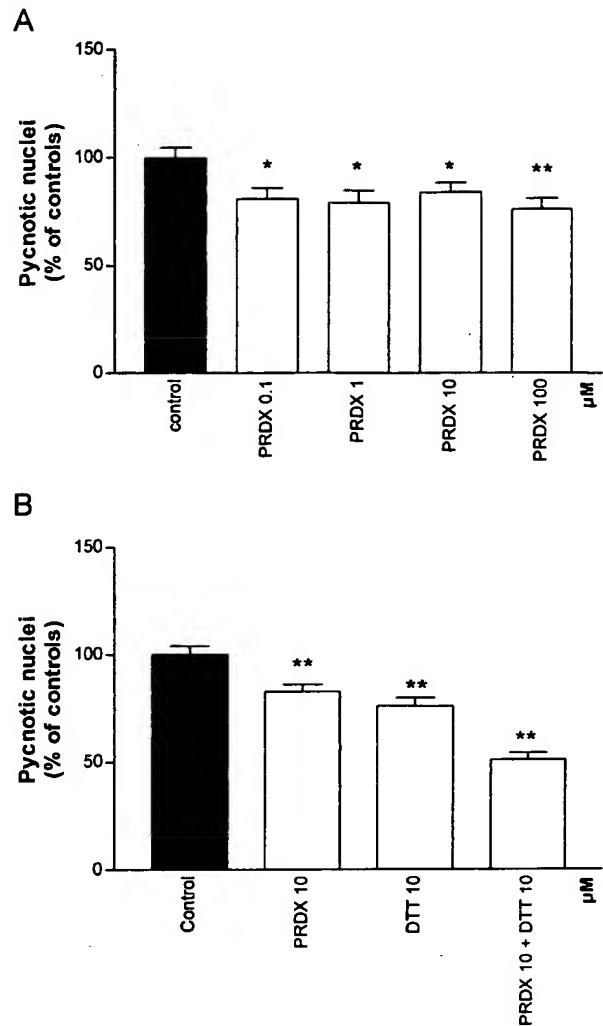 A
Pycnotic nuclei
(% of controls)
150
100
50
0
*
*
*
**
control
PRDX 0.1
PRDX 1
PRDX 10
PRDX 100
µM
B
Pycnotic nuclei
(% of controls)
150
100
50
0
**
**
**
Control
PRDX 10
DTT 10
PRDX 10 + DTT 10
µM